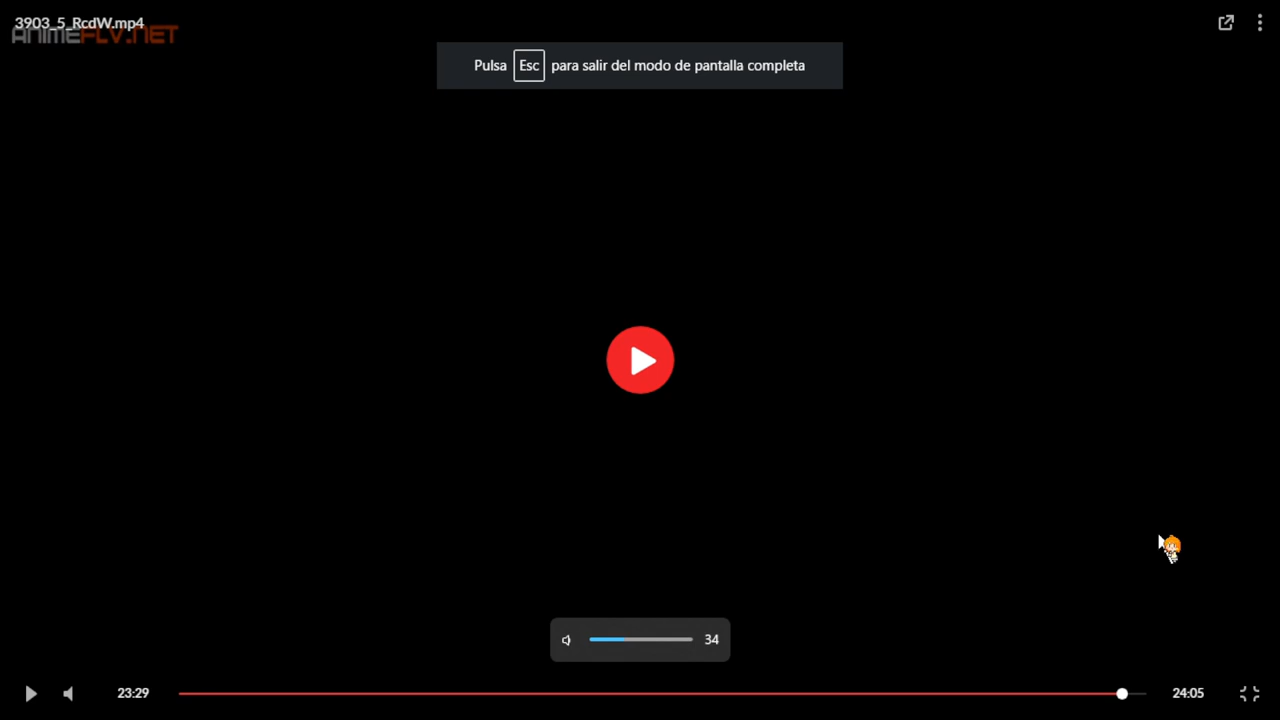 3903_5_RcdW.mp4
ANIMEFLV.NET
Pulsa Esc para salir del modo de pantalla completa
34
23:29
24:05